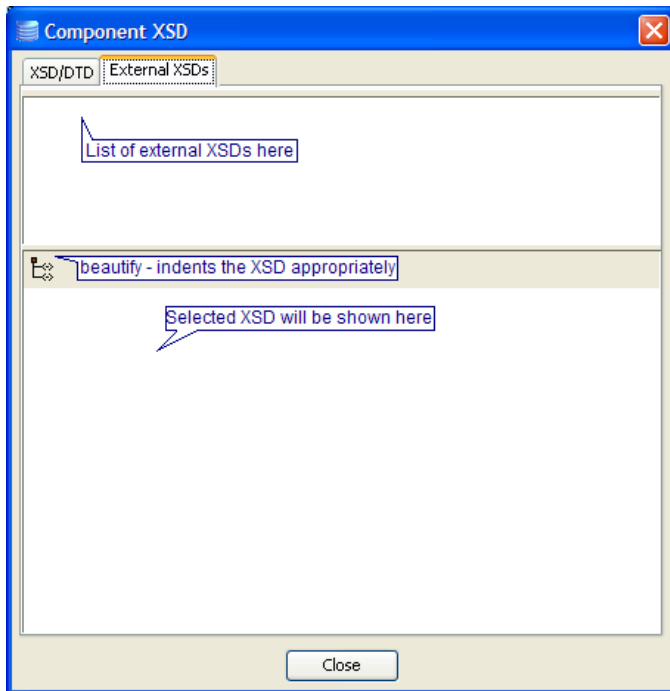 Component XSD
XSD/DTD External XSDs
List of external XSDs here
beautify - indents the XSD appropriately
Selected XSD will be shown here
Close